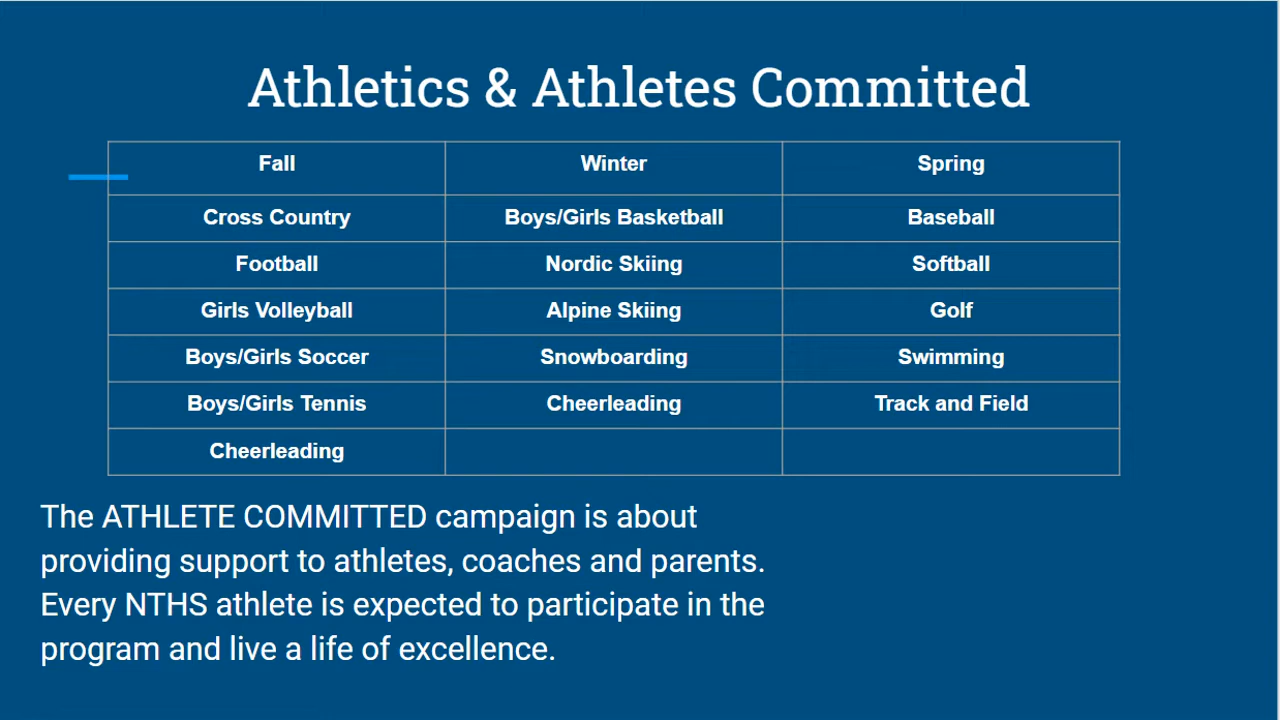 Athletics & Athletes Committed
Fall Winter Spring
Cross Country Boys/Girls Basketball Baseball
Football Nordic Skiing Softball
Girls Volleyball Alpine Skiing Golf
Boys/Girls Soccer Snowboarding Swimming
Boys/Girls Tennis Cheerleading Track and Field
Cheerleading
The ATHLETE COMMITTED campaign is about
providing support to athletes, coaches and parents.
Every NTHS athlete is expected to participate in the
program and live a life of excellence.